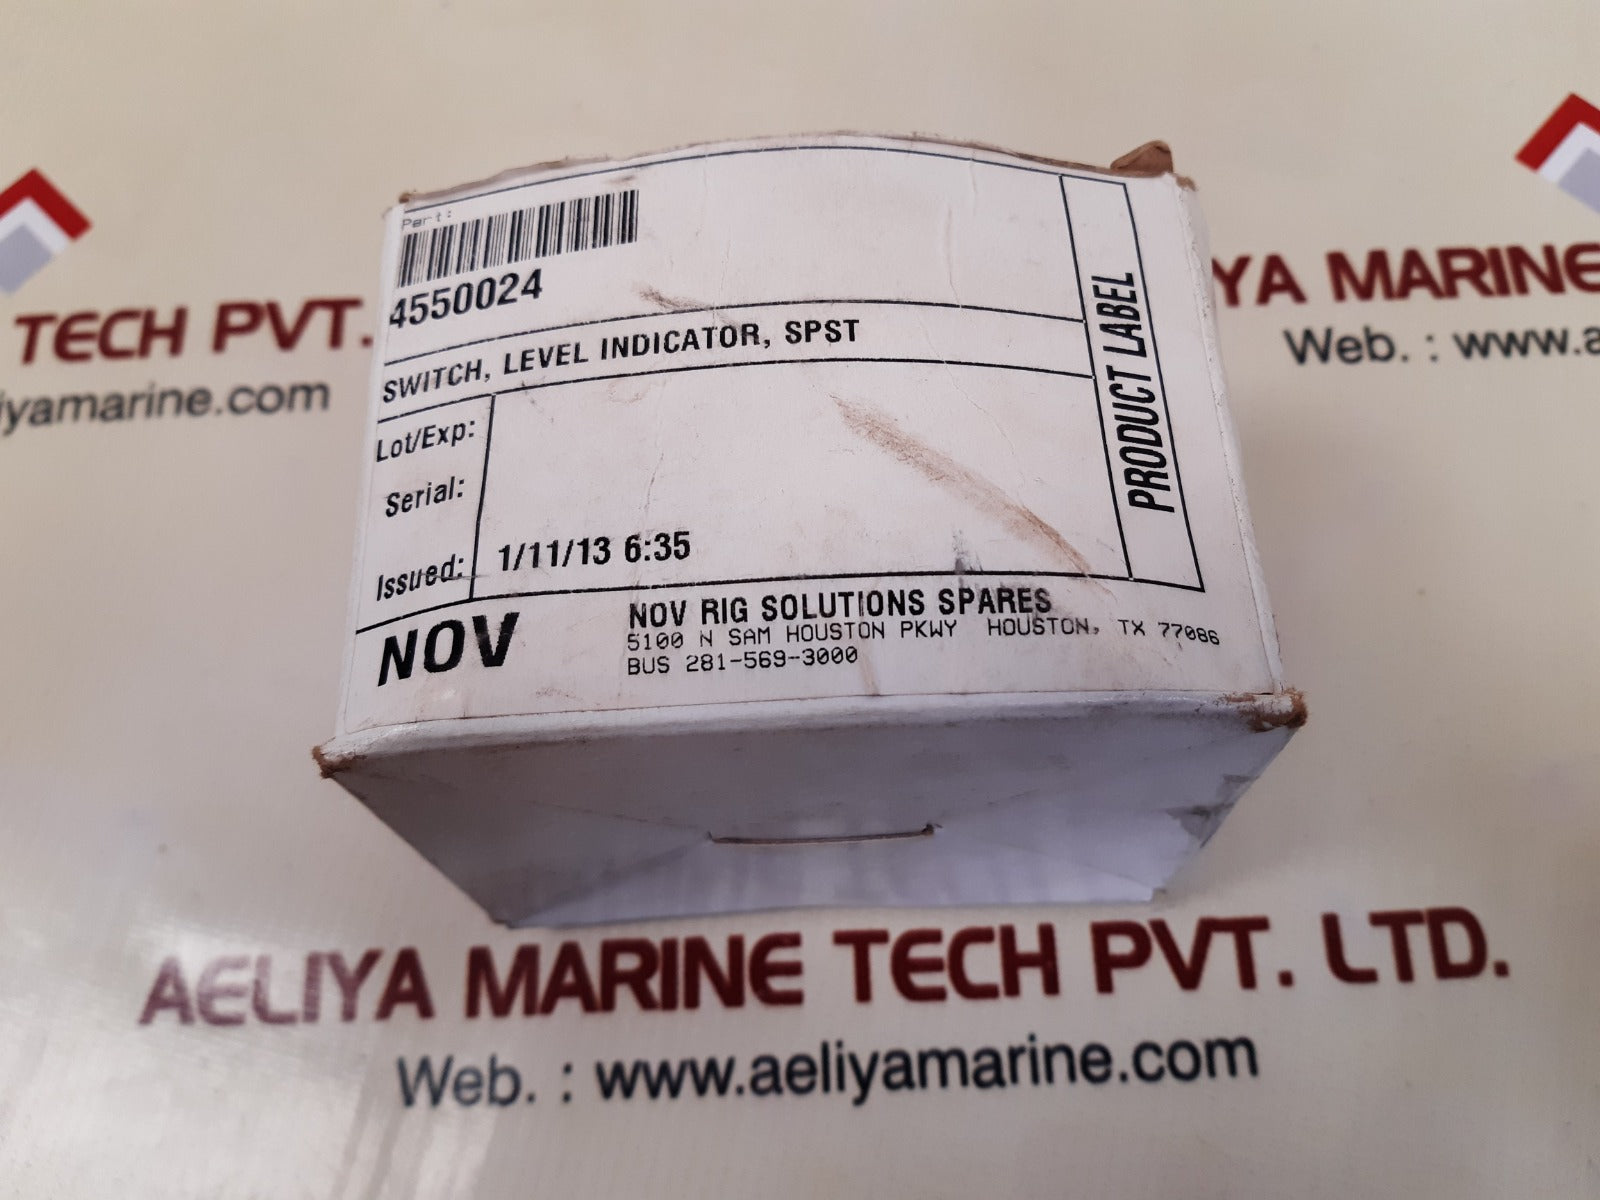 Part:
4550024
SWITCH, LEVEL INDICATOR, SPST
Lot/Exp:
Serial:
Issued: 1/11/13 6:35
PRODUCT LABEL
NOV
NOV RIG SOLUTIONS SPARES
5100 N SAM HOUSTON PKWY HOUSTON, TX 77086
BUS 281-569-3000
TECH PVT.
iyamarine.com
YA MARINE
Web. : www.a
AELIYA MARINE TECH PVT. LTD.
Web. : www.aeliyamarine.com